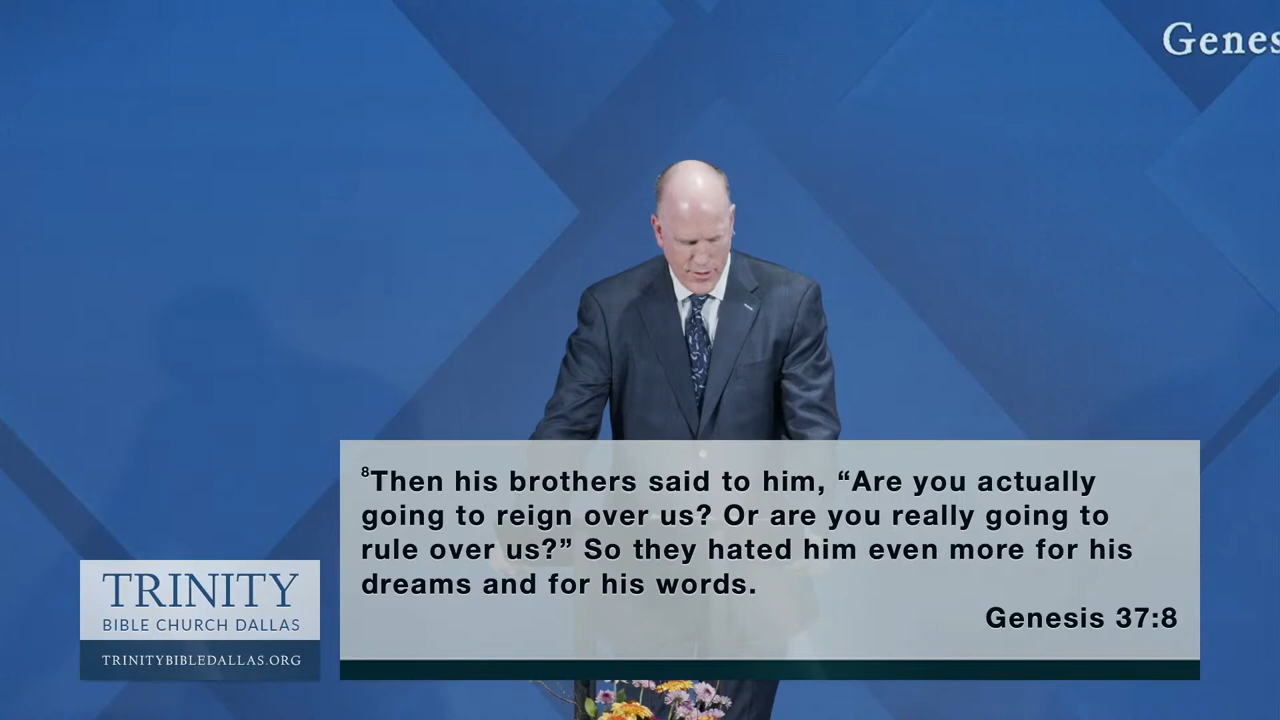 Genes
⁸Then his brothers said to him, “Are you actually
going to reign over us? Or are you really going to
rule over us?” So they hated him even more for his
dreams and for his words.
Genesis 37:8
TRINITY
BIBLE CHURCH DALLAS
TRINITYBIBLEDALLAS.ORG